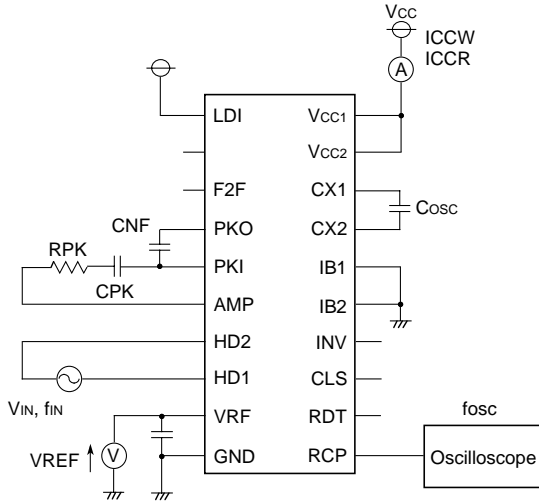 VCC
ICCW
ICCR
A
LDI
VCC1
VCC2
F2F
CX1
COSC
CNF
PKO
CX2
RPK
PKI
IB1
CPK
AMP
IB2
HD2
INV
HD1
CLS
VIN, fIN
VRF
RDT
fosc
VREF
V
GND
RCP
Oscilloscope